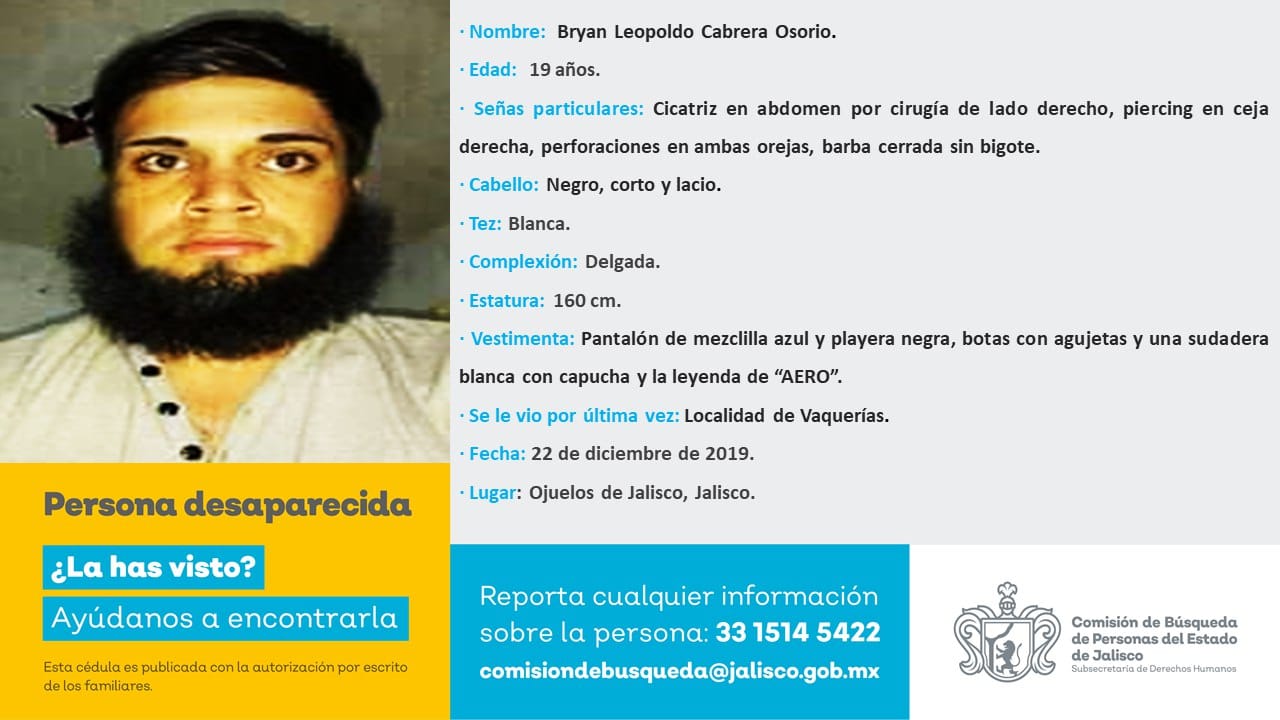 · Nombre: Bryan Leopoldo Cabrera Osorio.
· Edad: 19 años.
· Señas particulares: Cicatriz en abdomen por cirugía de lado derecho, piercing en ceja
derecha, perforaciones en ambas orejas, barba cerrada sin bigote.
· Cabello: Negro, corto y lacio.
· Tez: Blanca.
· Complexión: Delgada.
· Estatura: 160 cm.
· Vestimenta: Pantalón de mezclilla azul y playera negra, botas con agujetas y una sudadera
blanca con capucha y la leyenda de “AERO”.
· Se le vio por última vez: Localidad de Vaquerías.
· Fecha: 22 de diciembre de 2019.
· Lugar: Ojuelos de Jalisco, Jalisco.
Persona desaparecida
¿La has visto?
Ayúdanos a encontrarla
Esta cédula es publicada con la autorización por escrito
de los familiares.
Reporta cualquier información
sobre la persona: 33 1514 5422
comisiondebusqueda@jalisco.gob.mx
Comisión de Búsqueda
de Personas del Estado
de Jalisco
Subsecretaría de Derechos Humanos